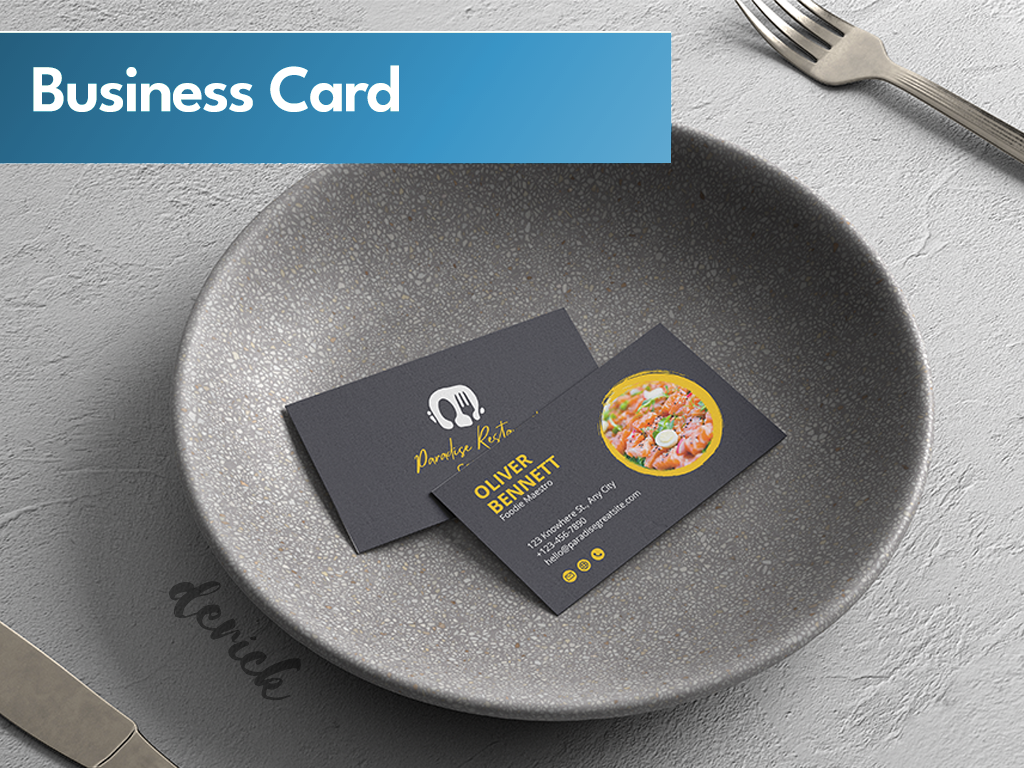 Business Card
Paradise
OLIVER
BENNETT
Foodie Maestro
123 Knowhere St., Any City
+123-456-7890
hello@paradisegreatsite.com
derick